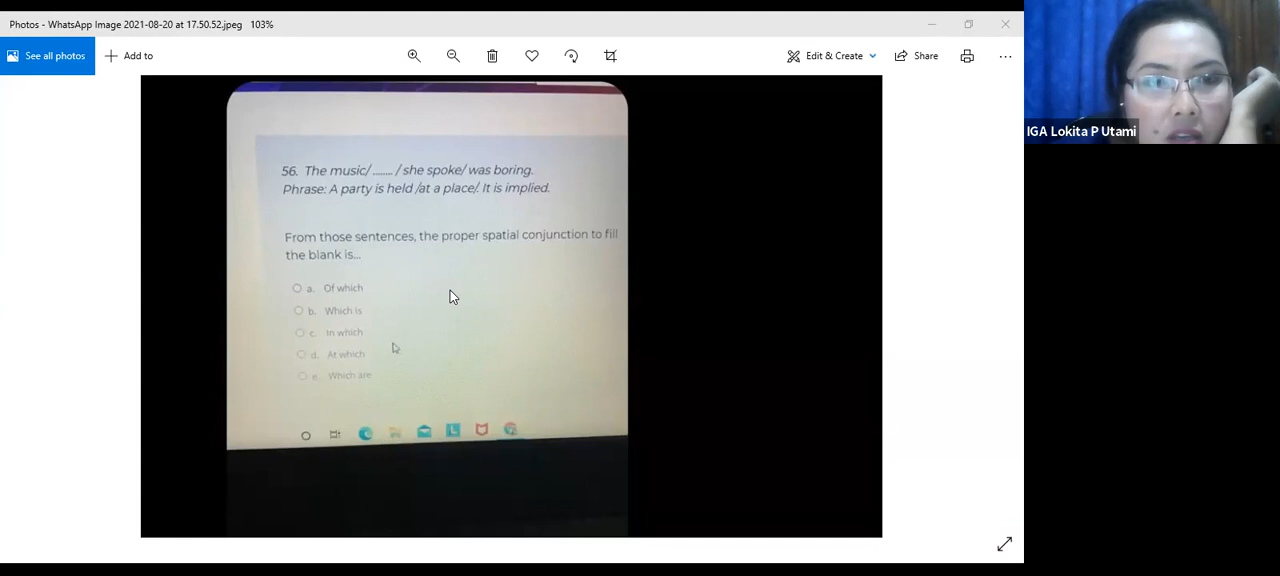 Photos - WhatsApp Image 2021-08-20 at 17.50.52.jpeg 103%
See all photos
Add to
Edit & Create
Share
IGA Lokita P Utami
56. The music/ ........ / she spoke/ was boring.
Phrase: A party is held /at a place/. It is implied.
From those sentences, the proper spatial conjunction to fill
the blank is...
a. Of which
b. Which is
c. In which
d. At which
e. Which are